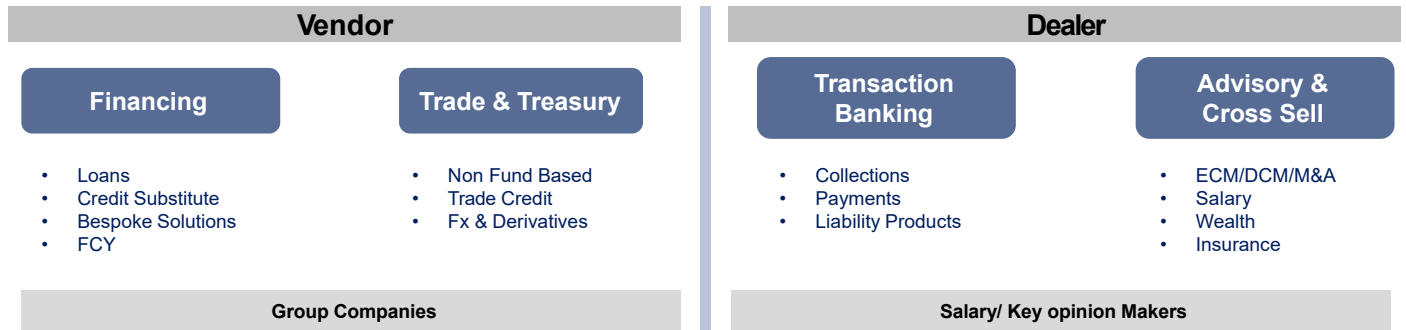 Vendor
Financing
• Loans
• Credit Substitute
• Bespoke Solutions
• FCY
Trade & Treasury
• Non Fund Based
• Trade Credit
• Fx & Derivatives
Group Companies
Dealer
Transaction
Banking
• Collections
• Payments
• Liability Products
Advisory &
Cross Sell
• ECM/DCM/M&A
• Salary
• Wealth
• Insurance
Salary/ Key opinion Makers